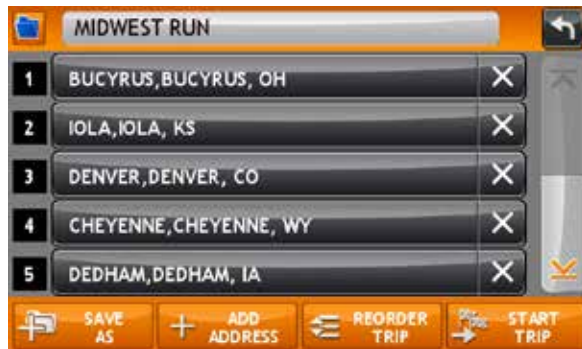 MIDWEST RUN
1 BUCYRUS,BUCYRUS, OH
2 IOLA,IOLA, KS
3 DENVER,DENVER, CO
4 CHEYENNE,CHEYENNE, WY
5 DEDHAM,DEDHAM, IA
SAVE AS
ADD ADDRESS
REORDER TRIP
START TRIP